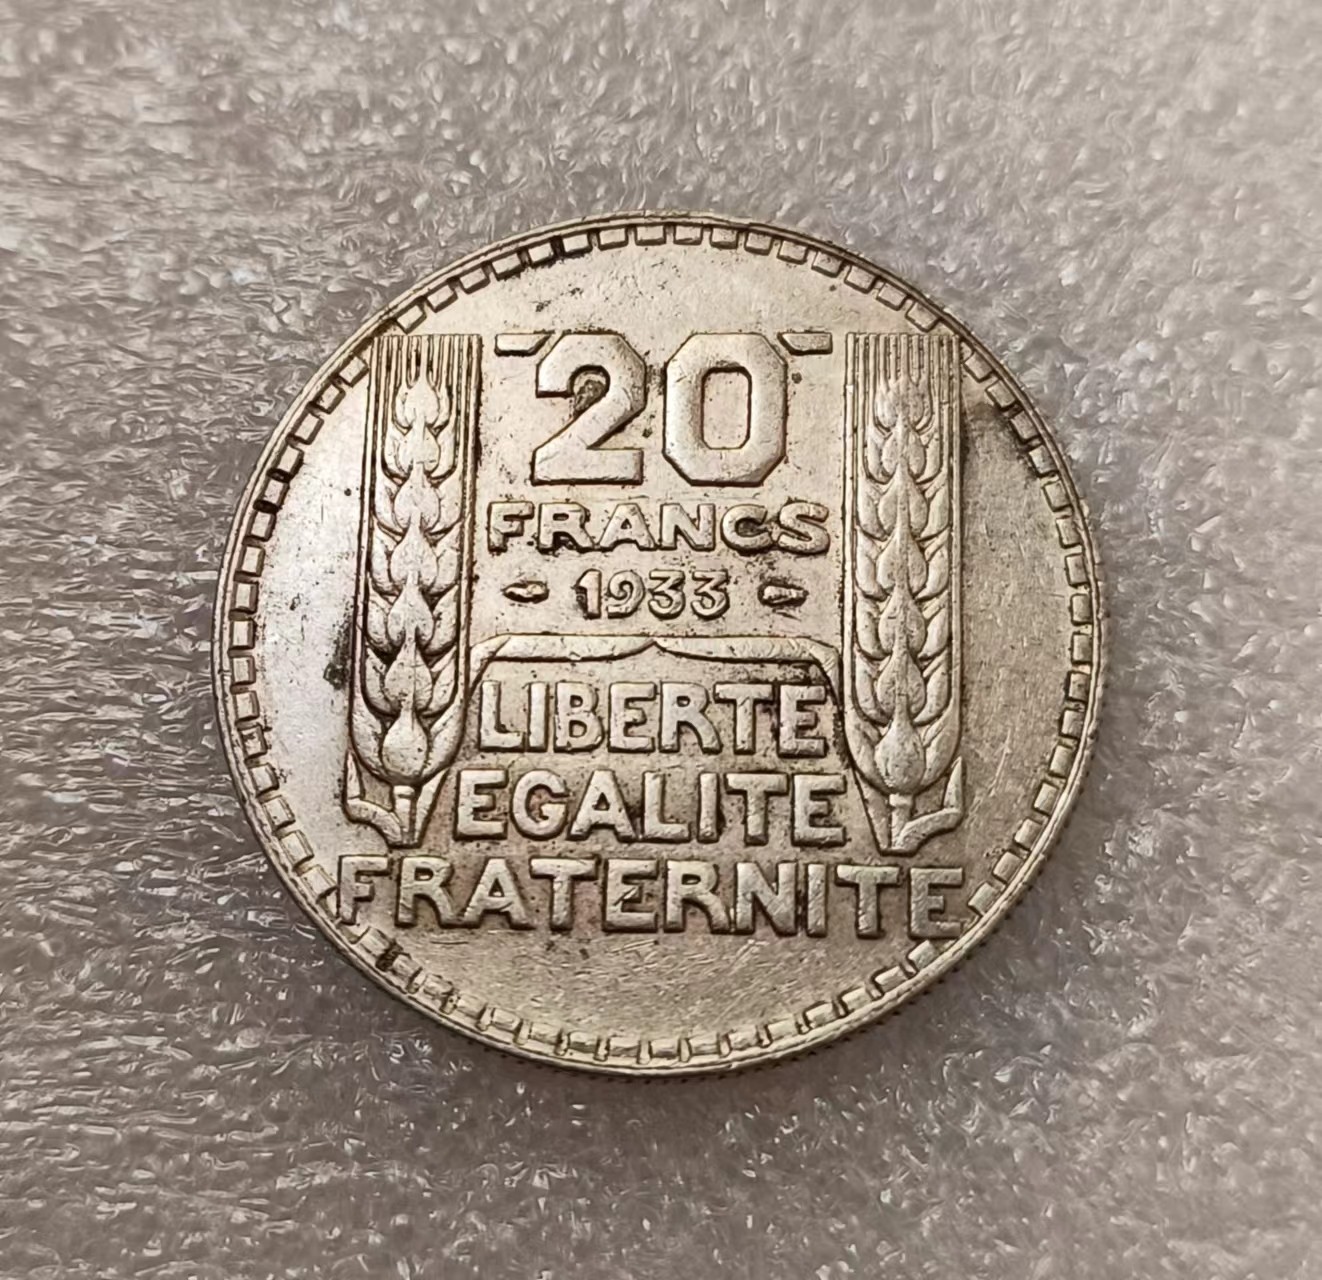 20
FRANCS
- 1933 -
LIBERTE
EGALITE
FRATERNITE